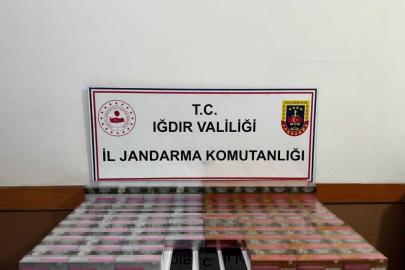 T.C.
IĞDIR VALİLİĞİ
İL JANDARMA KOMUTANLIĞI